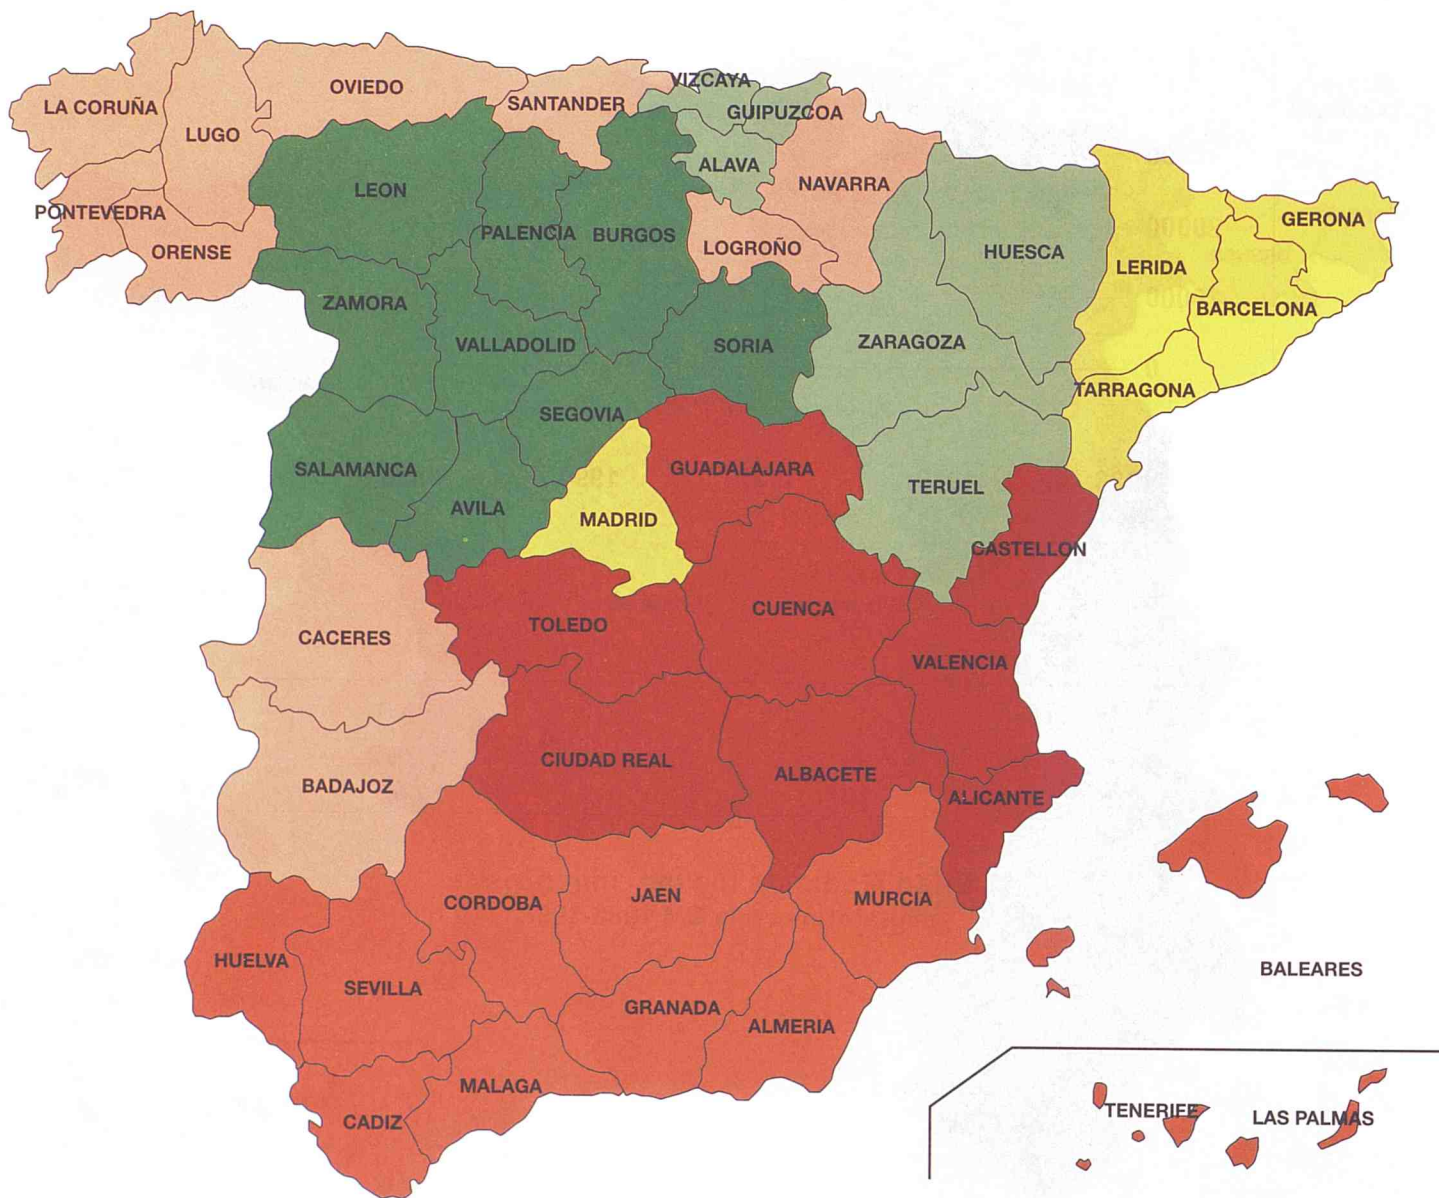 VIZCAYA
OVIEDO
SANTANDER
LA CORUÑA
GUIPUZCOA
LUGO
ALAVA
NAVARRA
LEON
PONTEVEDRA
GERONA
PALENCIA
BURGOS
LOGROÑO
ORENSE
HUESCA
LERIDA
ZAMORA
BARCELONA
VALLADOLID
SORIA
ZARAGOZA
TARRAGONA
SEGOVIA
SALAMANCA
GUADALAJARA
TERUEL
AVILA
MADRID
CASTELLON
CUENCA
TOLEDO
CACERES
VALENCIA
CIUDAD REAL
ALBACETE
BADAJOZ
ALICANTE
JAEN
CORDOBA
MURCIA
HUELVA
BALEARES
SEVILLA
GRANADA
ALMERIA
MALAGA
TENERIFE
LAS PALMAS
CADIZ